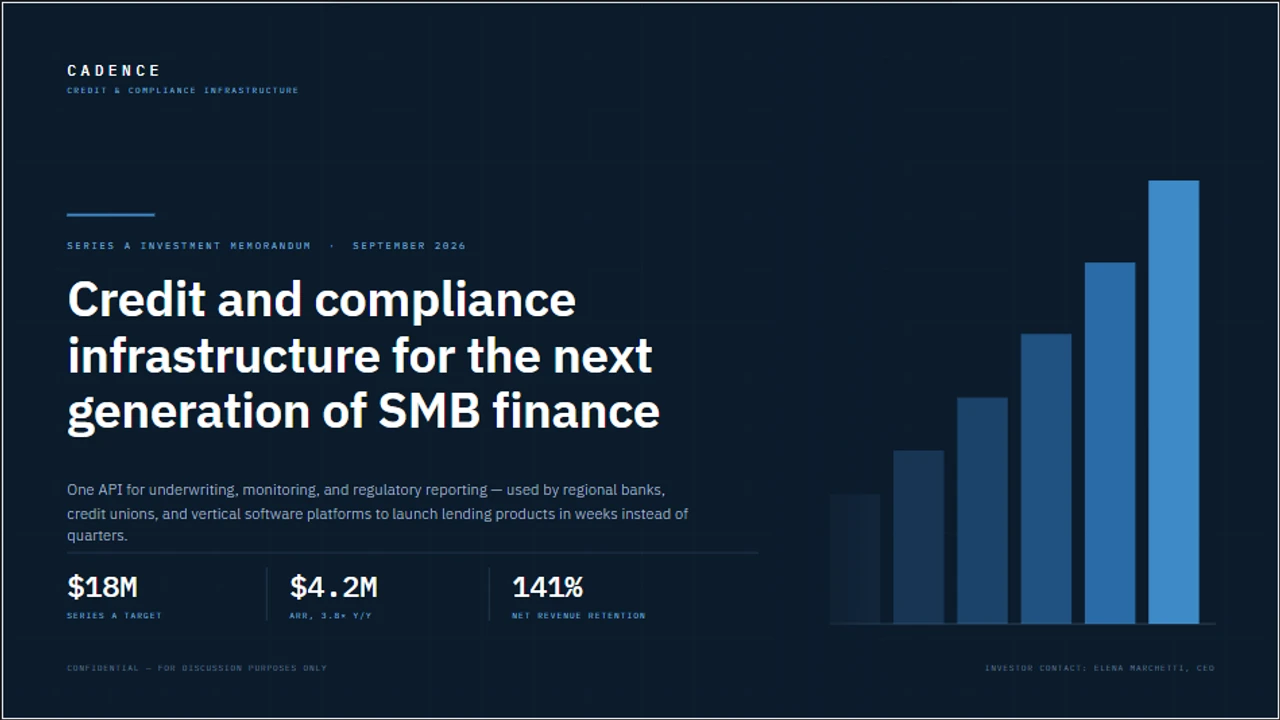 CADENCE
CREDIT & COMPLIANCE INFRASTRUCTURE
SERIES A INVESTMENT MEMORANDUM · SEPTEMBER 2026
Credit and compliance
infrastructure for the next
generation of SMB finance
One API for underwriting, monitoring, and regulatory reporting — used by regional banks,
credit unions, and vertical software platforms to launch lending products in weeks instead of
quarters.
$18M
SERIES A TARGET
$4.2M
ARR, 3.8× Y/Y
141%
NET REVENUE RETENTION
CONFIDENTIAL — FOR DISCUSSION PURPOSES ONLY
INVESTOR CONTACT: ELENA MARCHETTI, CEO